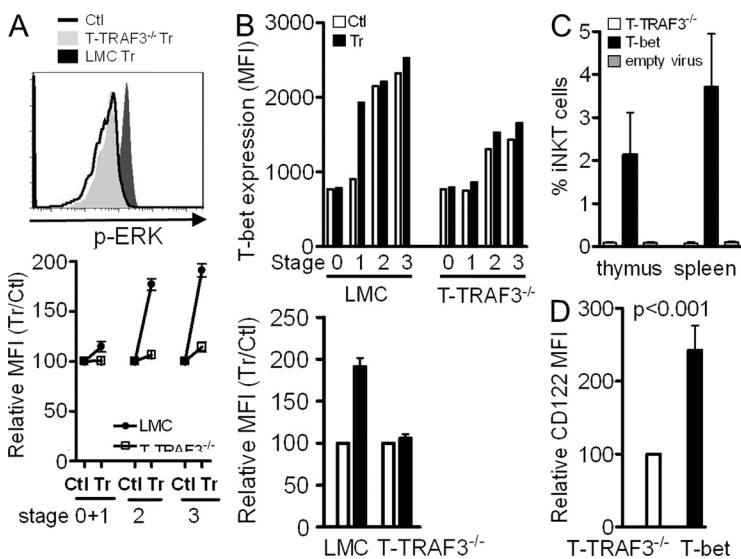 A
Ctl
T-TRAF3-/- Tr
LMC Tr
p-ERK
Relative MFI (Tr/Ctl)
200
150
100
50
0
LMC
T-TRAF3-/-
Ctl Tr Ctl Tr Ctl Tr
stage 0+1 2 3
B
Ctl
Tr
T-bet expression (MFI)
3000
2000
1000
0
Stage 0 1 2 3 0 1 2 3
LMC T-TRAF3-/-
Relative MFI (Tr/Ctl)
250
200
150
100
50
0
LMC T-TRAF3-/-
C
T-TRAF3-/-
T-bet
empty virus
% iNKT cells
5
4
3
2
1
0
thymus spleen
D
p<0.001
Relative CD122 MFI
300
200
100
0
T-TRAF3-/- T-bet